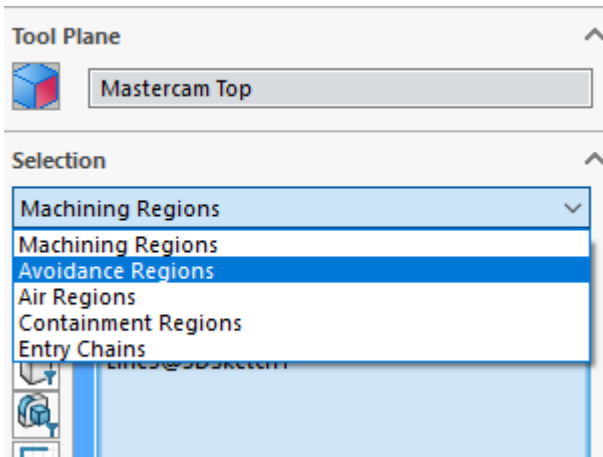 Tool Plane
Mastercam Top
Selection
Machining Regions
Machining Regions
Avoidance Regions
Air Regions
Containment Regions
Entry Chains